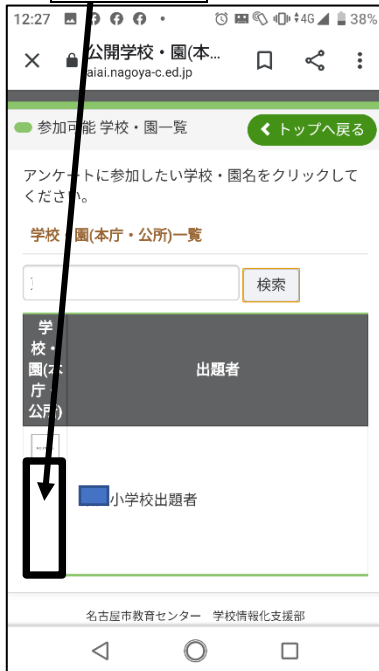 12:27
4G 38%
公開学校・園(本...
aiai.nagoya-c.ed.jp
参加可能 学校・園一覧
トップへ戻る
アンケートに参加したい学校・園名をクリックして
ください。
学校・園(本庁・公所)一覧
検索
学
校・
園(本
庁・
公所)
出題者
小学校出題者
名古屋市教育センター 学校情報化支援部